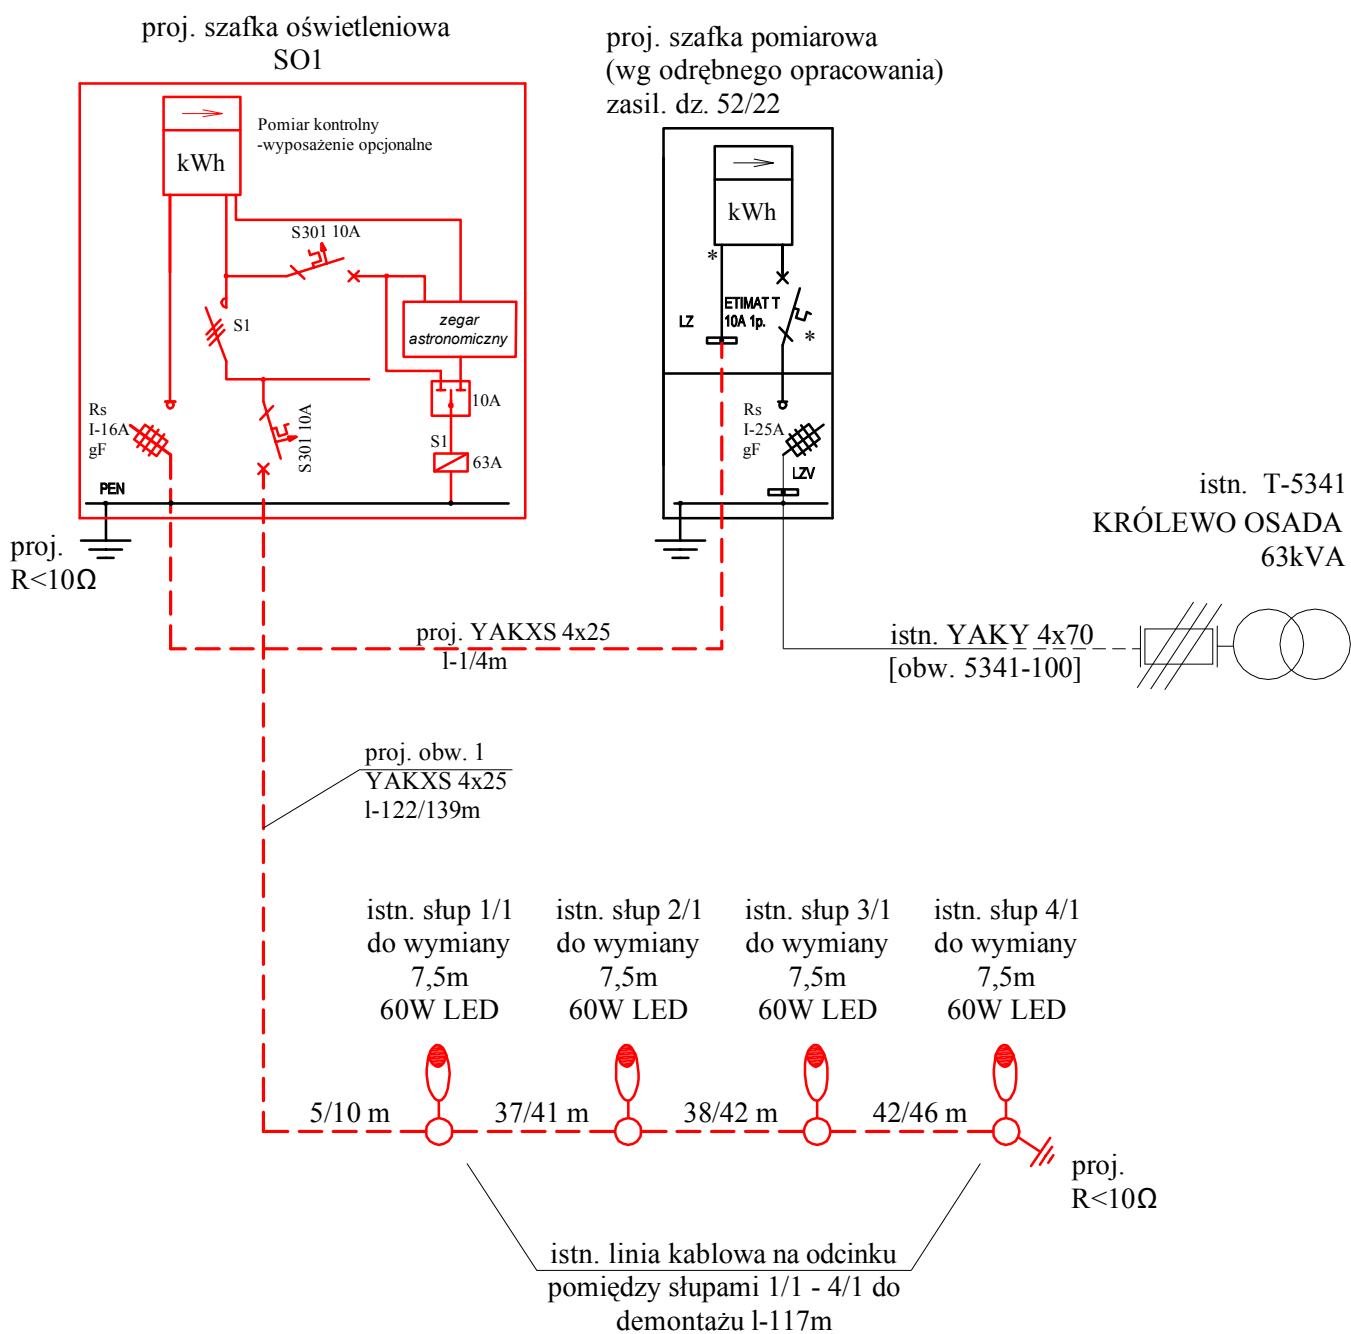 proj. szafka oświetleniowa
SO1
proj. szafka pomiarowa
(wg odrębnego opracowania)
zasil. dz. 52/22
Pomiar kontrolny
-wyposażenie opcjonalne
kWh
S301 10A
S1
zegar
astronomiczny
10A
S1
63A
S301 10A
Rs
I-16A
gF
PEN
proj.
R<10Ω
kWh
*
ETIMAT T
10A 1p.
*
LZ
Rs
I-25A
gF
LZV
istn. T-5341
KRÓLEWO OSADA
63kVA
proj. YAKXS 4x25
l-1/4m
istn. YAKY 4x70
[obw. 5341-100]
proj. obw. 1
YAKXS 4x25
l-122/139m
istn. słup 1/1
do wymiany
7,5m
60W LED
istn. słup 2/1
do wymiany
7,5m
60W LED
istn. słup 3/1
do wymiany
7,5m
60W LED
istn. słup 4/1
do wymiany
7,5m
60W LED
5/10 m
37/41 m
38/42 m
42/46 m
proj.
R<10Ω
istn. linia kablowa na odcinku
pomiędzy słupami 1/1 - 4/1 do
demontażu l-117m